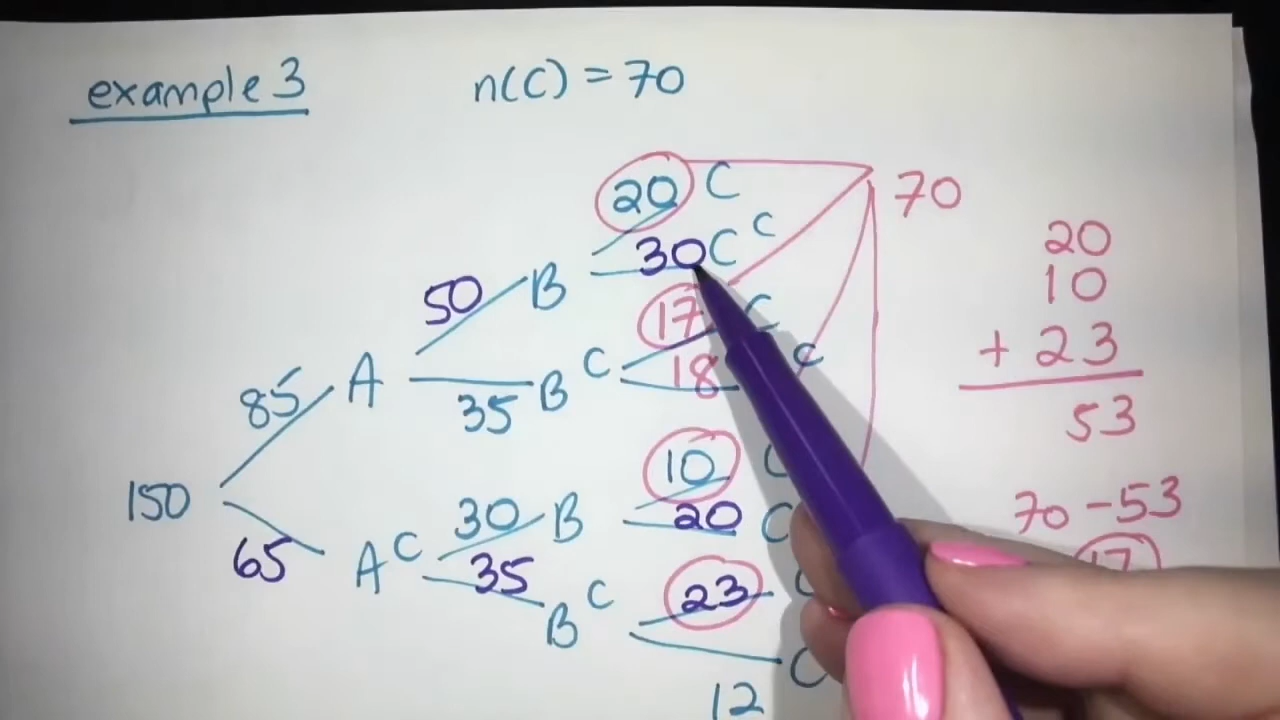 example 3 n(C) = 70
20 C
70
30 C C
50 B
17 C
18 C
85 A
35 B C
20
10
+ 23
53
150
10 C
30 B
20 C
65 A C
35
23 C
B C
12 C
70 - 53
17